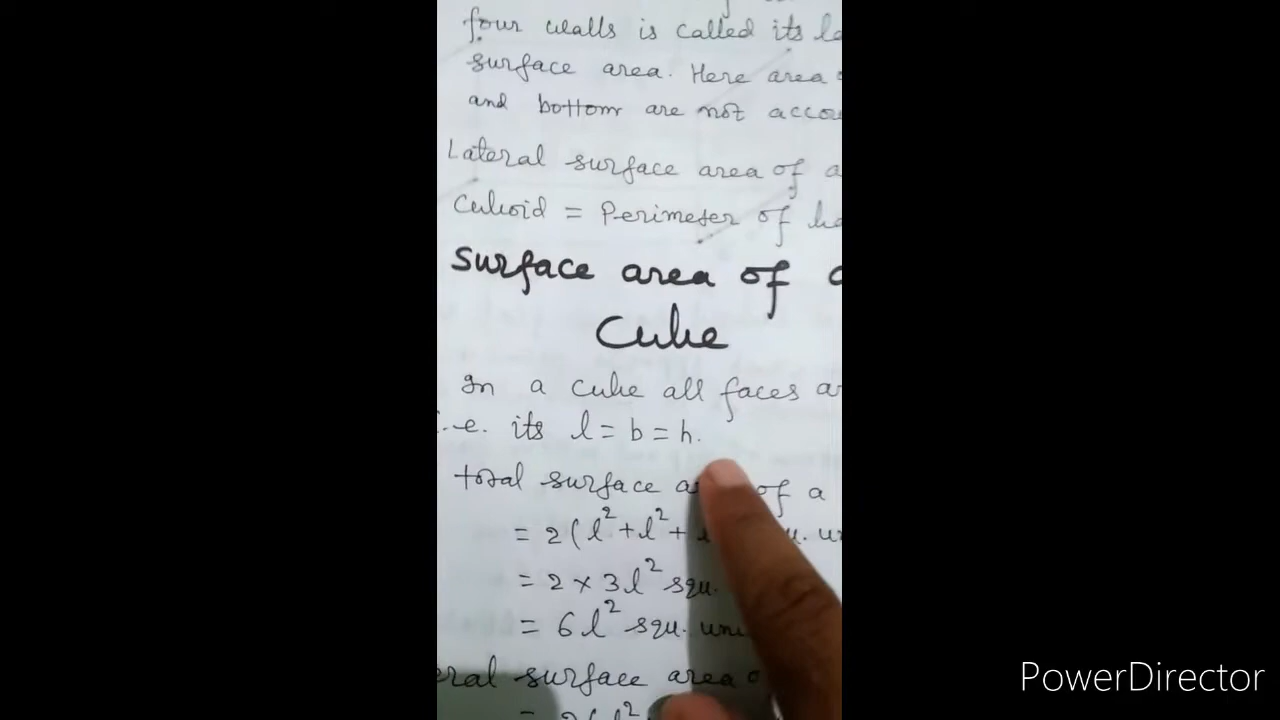 four walls is called its
surface area. Here area
and bottom are not
Lateral surface area of a
Cuboid = Perimeter of
Surface area of
Cube
In a cube all faces
i.e. its l = b = h.
total surface of a
= 2(l²+l²+
= 2 × 3l² squ.
= 6l² squ.
surface area
PowerDirector